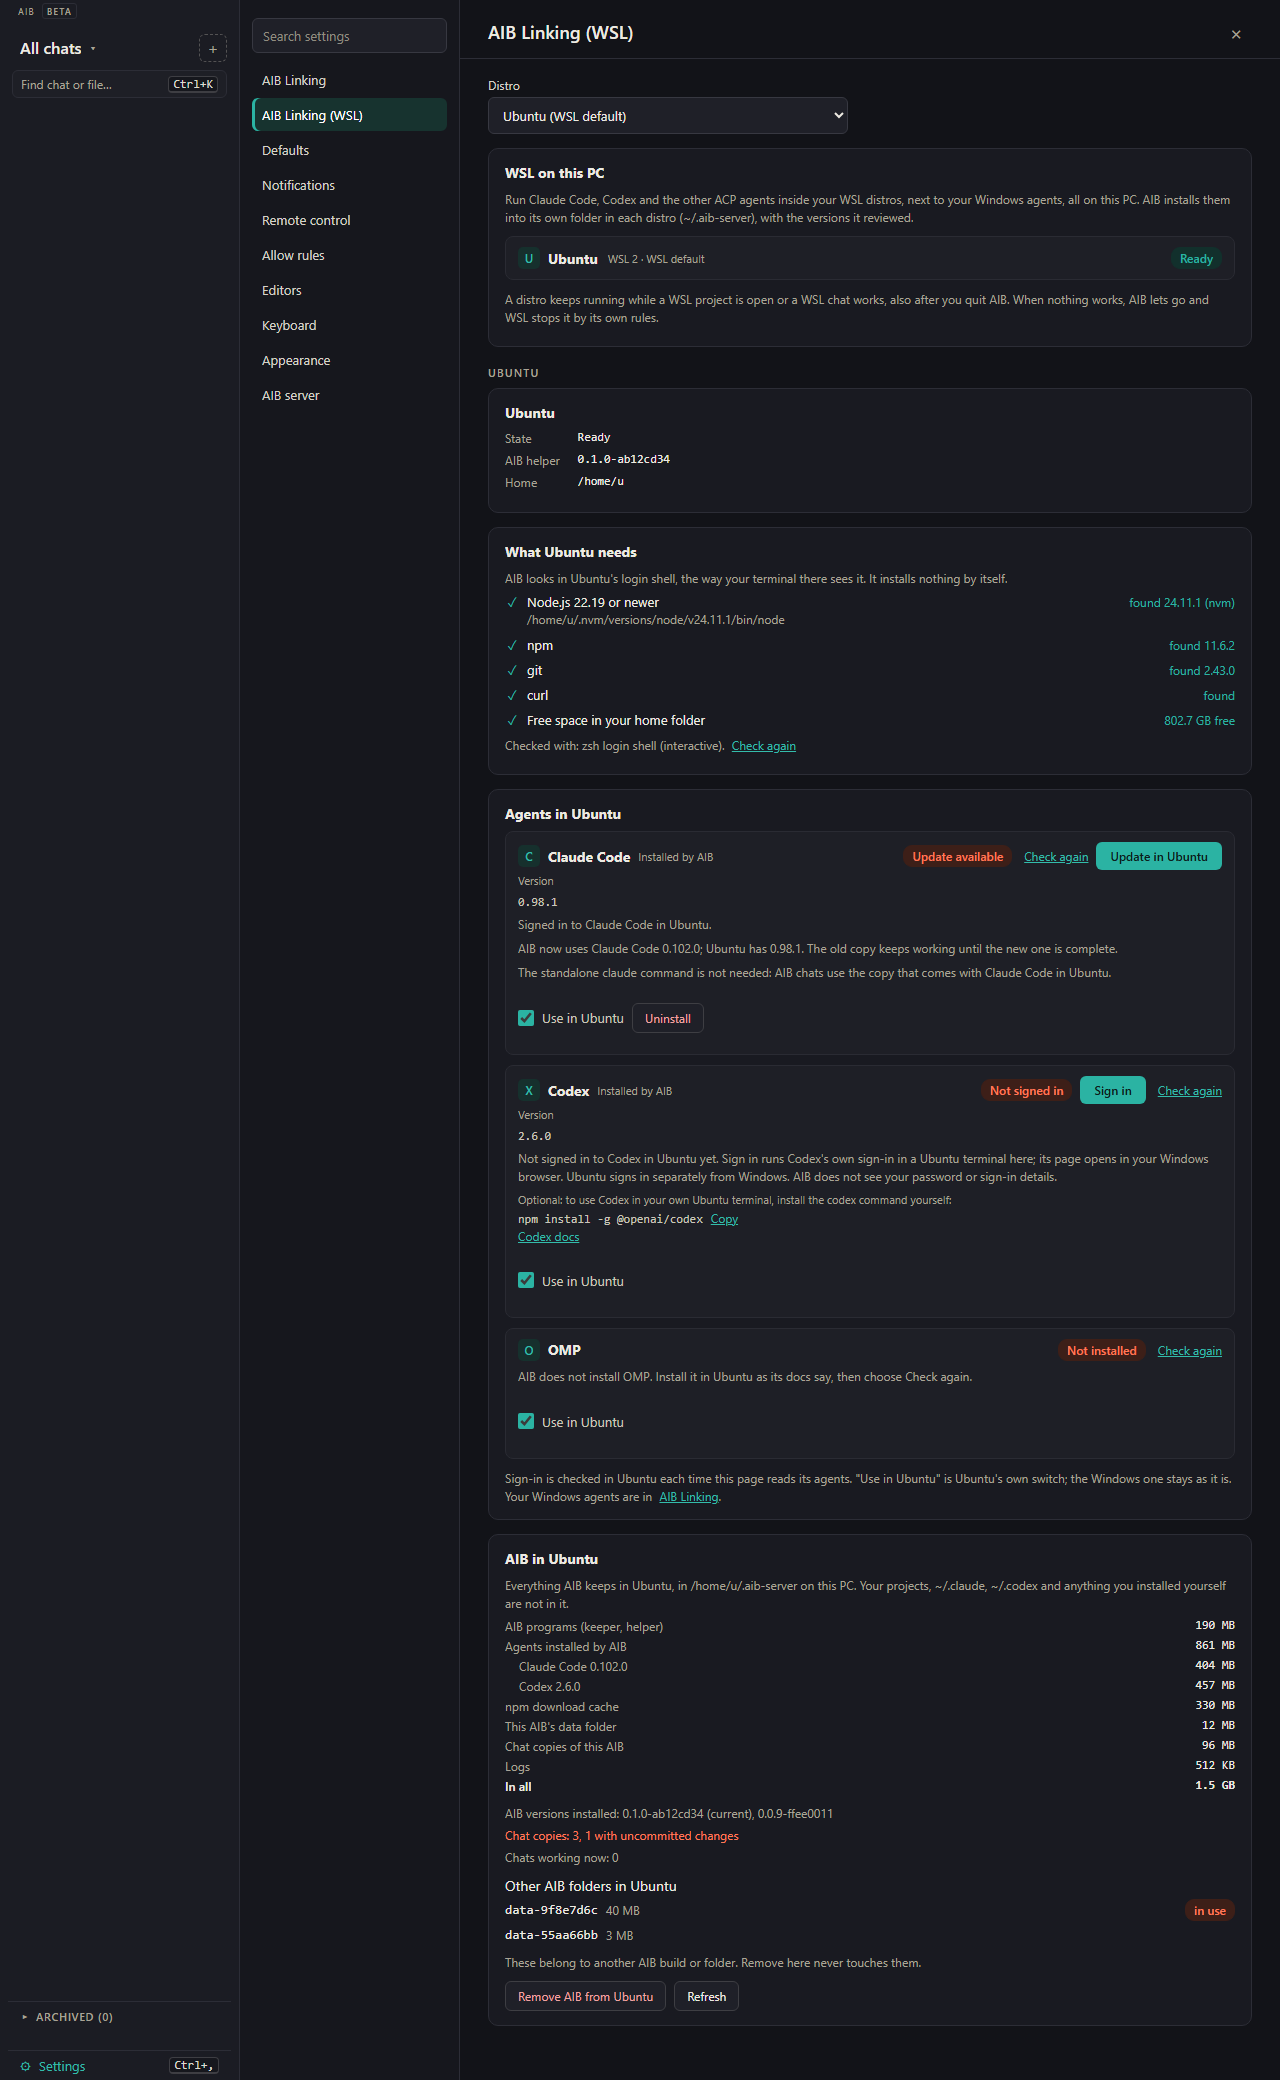 AIB BETA
All chats
+
Find chat or file... Ctrl+K
ARCHIVED (0)
Settings Ctrl+,
Search settings
AIB Linking
AIB Linking (WSL)
Defaults
Notifications
Remote control
Allow rules
Editors
Keyboard
Appearance
AIB server
AIB Linking (WSL)
×
Distro
Ubuntu (WSL default)
WSL on this PC
Run Claude Code, Codex and the other ACP agents inside your WSL distros, next to your Windows agents, all on this PC. AIB installs them
into its own folder in each distro (~/.aib-server), with the versions it reviewed.
U Ubuntu WSL 2 · WSL default Ready
A distro keeps running while a WSL project is open or a WSL chat works, also after you quit AIB. When nothing works, AIB lets go and
WSL stops it by its own rules.
UBUNTU
Ubuntu
State Ready
AIB helper 0.1.0-ab12cd34
Home /home/u
What Ubuntu needs
AIB looks in Ubuntu's login shell, the way your terminal there sees it. It installs nothing by itself.
✓ Node.js 22.19 or newer found 24.11.1 (nvm)
/home/u/.nvm/versions/node/v24.11.1/bin/node
✓ npm found 11.6.2
✓ git found 2.43.0
✓ curl found
✓ Free space in your home folder 802.7 GB free
Checked with: zsh login shell (interactive). Check again
Agents in Ubuntu
C Claude Code Installed by AIB Update available Check again Update in Ubuntu
Version
0.98.1
Signed in to Claude Code in Ubuntu.
AIB now uses Claude Code 0.102.0; Ubuntu has 0.98.1. The old copy keeps working until the new one is complete.
The standalone claude command is not needed: AIB chats use the copy that comes with Claude Code in Ubuntu.
Use in Ubuntu Uninstall
X Codex Installed by AIB Not signed in Sign in Check again
Version
2.6.0
Not signed in to Codex in Ubuntu yet. Sign in runs Codex's own sign-in in a Ubuntu terminal here; its page opens in your Windows
browser. Ubuntu signs in separately from Windows. AIB does not see your password or sign-in details.
Optional: to use Codex in your own Ubuntu terminal, install the codex command yourself:
npm install -g @openai/codex Copy
Codex docs
Use in Ubuntu
O OMP Not installed Check again
AIB does not install OMP. Install it in Ubuntu as its docs say, then choose Check again.
Use in Ubuntu
Sign-in is checked in Ubuntu each time this page reads its agents. "Use in Ubuntu" is Ubuntu's own switch; the Windows one stays as it is.
Your Windows agents are in AIB Linking.
AIB in Ubuntu
Everything AIB keeps in Ubuntu, in /home/u/.aib-server on this PC. Your projects, ~/.claude, ~/.codex and anything you installed yourself
are not in it.
AIB programs (keeper, helper) 190 MB
Agents installed by AIB 861 MB
Claude Code 0.102.0 404 MB
Codex 2.6.0 457 MB
npm download cache 330 MB
This AIB's data folder 12 MB
Chat copies of this AIB 96 MB
Logs 512 KB
In all 1.5 GB
AIB versions installed: 0.1.0-ab12cd34 (current), 0.0.9-ffee0011
Chat copies: 3, 1 with uncommitted changes
Chats working now: 0
Other AIB folders in Ubuntu
data-9f8e7d6c 40 MB in use
data-55aa66bb 3 MB
These belong to another AIB build or folder. Remove here never touches them.
Remove AIB from Ubuntu Refresh